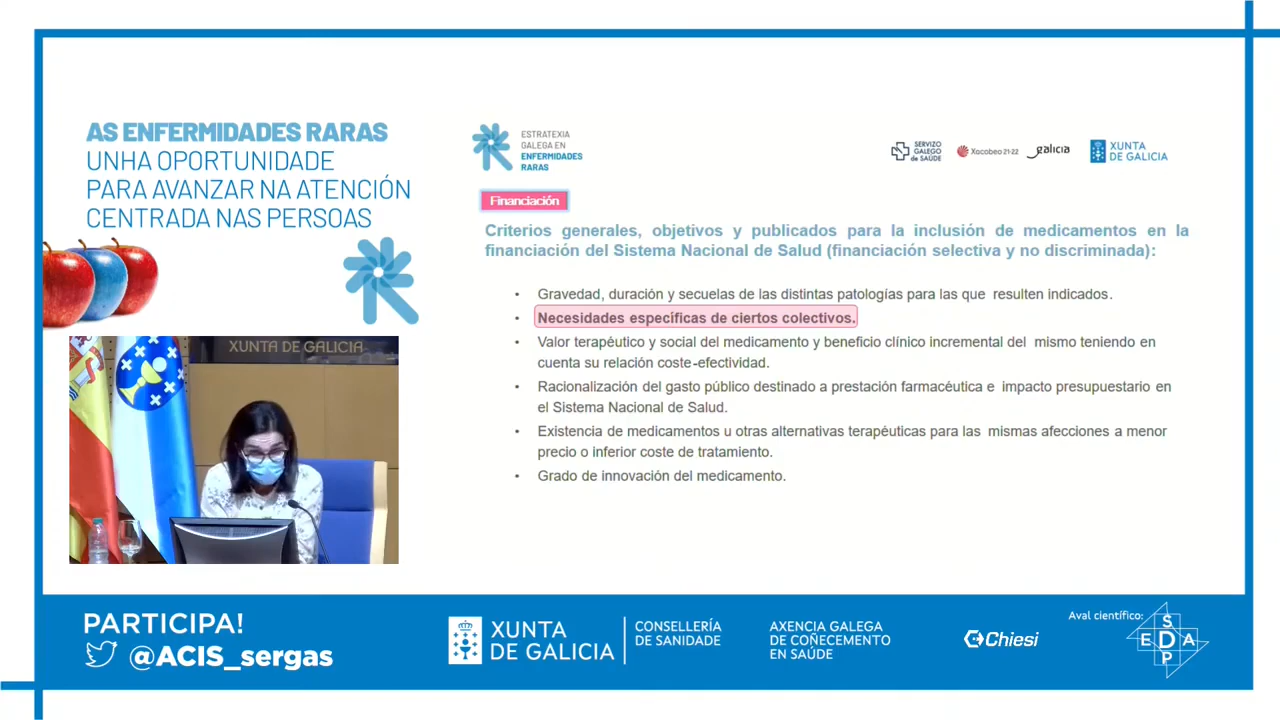 AS ENFERMIDADES RARAS
UNHA OPORTUNIDADE
PARA AVANZAR NA ATENCIÓN
CENTRADA NAS PERSOAS
XUNTA DE GALICIA
ESTRATEXIA
GALEGA EN
ENFERMIDADES
RARAS
SERVIZO
GALEGO
de SAÚDE
Xacobeo 21·22
galicia
XUNTA
DE GALICIA
Financiación
Criterios generales, objetivos y publicados para la inclusión de medicamentos en la
financiación del Sistema Nacional de Salud (financiación selectiva y no discriminada):
• Gravedad, duración y secuelas de las distintas patologías para las que resulten indicados.
• Necesidades específicas de ciertos colectivos.
• Valor terapéutico y social del medicamento y beneficio clínico incremental del mismo teniendo en
cuenta su relación coste-efectividad.
• Racionalización del gasto público destinado a prestación farmacéutica e impacto presupuestario en
el Sistema Nacional de Salud.
• Existencia de medicamentos u otras alternativas terapéuticas para las mismas afecciones a menor
precio o inferior coste de tratamiento.
• Grado de innovación del medicamento.
PARTICIPA!
@ACIS_sergas
XUNTA
DE GALICIA
CONSELLERÍA
DE SANIDADE
AXENCIA GALEGA
DE COÑECEMENTO
EN SAÚDE
Chiesi
Aval científico:
S
E D A
P